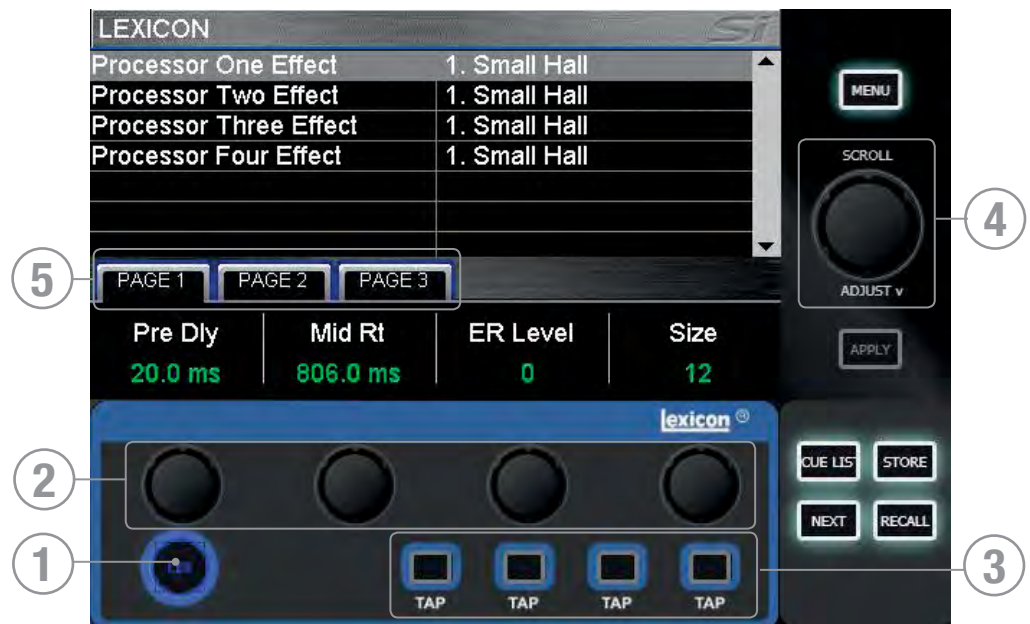 LEXICON
Si
Processor One Effect 1. Small Hall
Processor Two Effect 1. Small Hall
Processor Three Effect 1. Small Hall
Processor Four Effect 1. Small Hall
PAGE 1 PAGE 2 PAGE 3
Pre Dly Mid Rt ER Level Size
20.0 ms 806.0 ms 0 12
lexicon ®
TAP TAP TAP TAP
MENU
SCROLL
ADJUST v
APPLY
CUE LIST STORE
NEXT RECALL
5
2
1
4
3